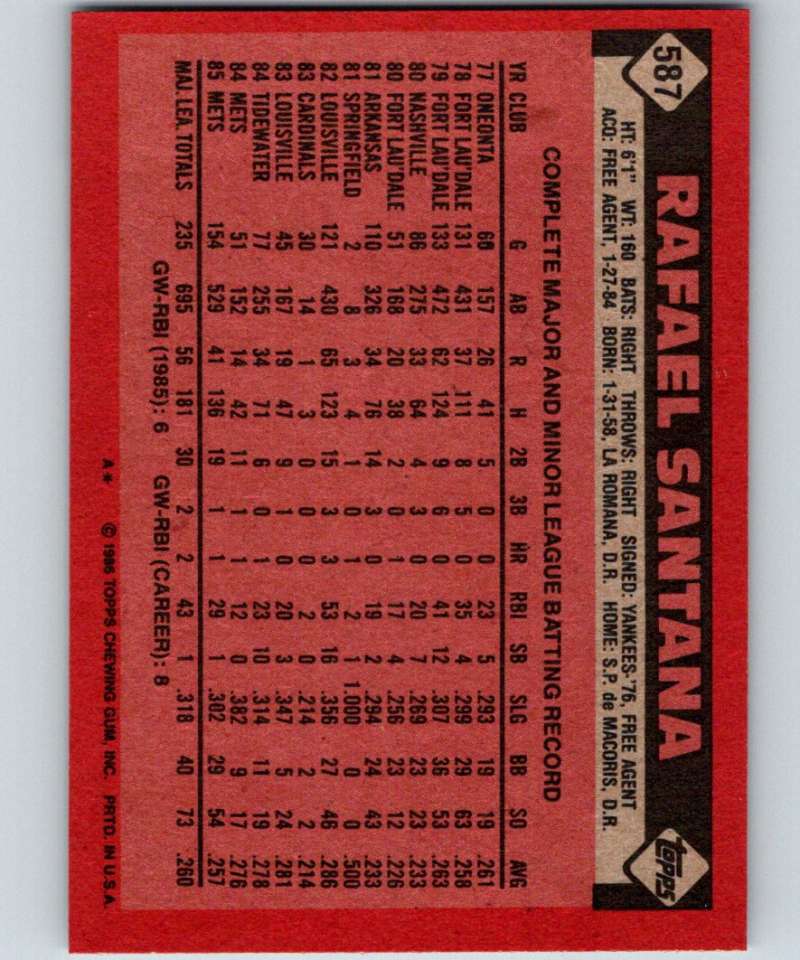 587
RAFAEL SANTANA
topps
HT: 6'1" WT: 160 BATS: RIGHT THROWS: RIGHT SIGNED: YANKEES-'76, FREE AGENT
ACQ: FREE AGENT, 1-27-84 BORN: 1-31-58, LA ROMANA, D.R. HOME: S.P. de MACORIS, D.R.
COMPLETE MAJOR AND MINOR LEAGUE BATTING RECORD
YR CLUB G AB R H 2B 3B HR RBI SB SLG BB SO AVG
77 ONEONTA 60 157 26 41 5 0 0 23 5 .293 19 19 .261
78 FORT LAU'DALE 131 431 37 111 8 5 0 35 4 .299 29 63 .258
79 FORT LAU'DALE 133 472 62 124 9 6 0 41 12 .307 36 53 .263
80 NASHVILLE 86 275 33 64 4 3 0 20 7 .269 23 23 .233
80 FORT LAU'DALE 51 168 20 38 2 0 1 17 4 .256 23 12 .226
81 ARKANSAS 110 326 34 76 14 3 0 19 2 .294 24 43 .233
81 SPRINGFIELD 2 8 3 4 1 0 1 2 1 1.000 0 0 .500
82 LOUISVILLE 121 430 65 123 15 3 3 53 16 .356 27 46 .286
83 CARDINALS 30 14 1 3 0 0 0 2 0 .214 2 2 .214
83 LOUISVILLE 45 167 19 47 9 1 0 20 3 .347 5 24 .281
84 TIDEWATER 77 255 34 71 6 0 1 23 10 .314 11 19 .278
84 METS 51 152 14 42 11 1 1 12 0 .382 9 17 .276
85 METS 154 529 41 136 19 1 1 29 1 .302 29 54 .257
MAJ. LEA. TOTALS 235 695 56 181 30 2 2 43 1 .318 40 73 .260
GW-RBI (1985): 6 GW-RBI (CAREER): 8
A* © 1986 TOPPS CHEWING GUM, INC. PRTD. IN U.S.A.